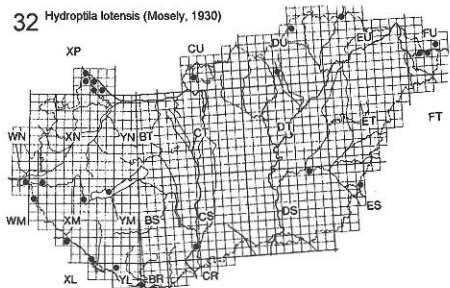 32 Hydroptila lotensis (Mosely, 1930)
XP CU DU EU FU
WN XN YN BT C DT ET FT
WM XM YM BS CS DS ES
XL YL BR CR